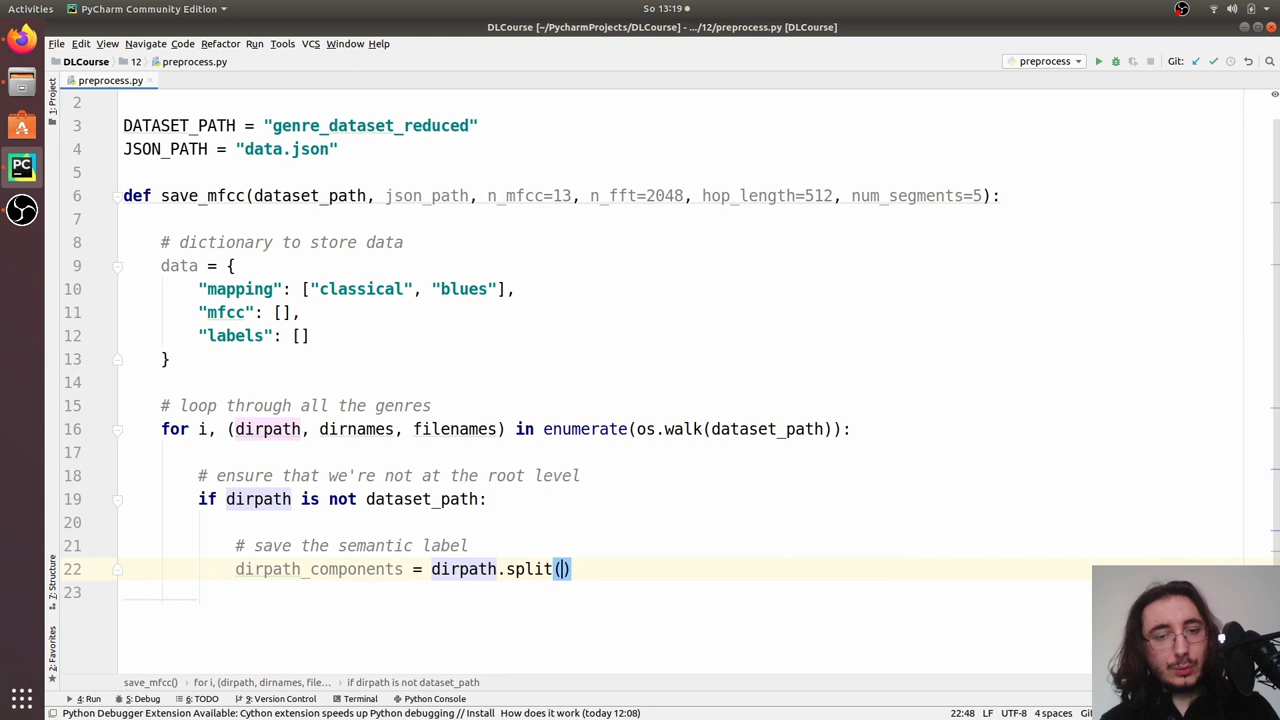 Activities PyCharm Community Edition So 13:19
DLCourse [~/PycharmProjects/DLCourse] - .../12/preprocess.py [DLCourse]
File Edit View Navigate Code Refactor Run Tools VCS Window Help
DLCourse 12 preprocess.py preprocess Git:
preprocess.py
1: Project
2
3 DATASET_PATH = "genre_dataset_reduced"
4 JSON_PATH = "data.json"
5
6 def save_mfcc(dataset_path, json_path, n_mfcc=13, n_fft=2048, hop_length=512, num_segments=5):
7
8 # dictionary to store data
9 data = {
10 "mapping": ["classical", "blues"],
11 "mfcc": [],
12 "labels": []
13 }
14
15 # loop through all the genres
16 for i, (dirpath, dirnames, filenames) in enumerate(os.walk(dataset_path)):
17
18 # ensure that we're not at the root level
19 if dirpath is not dataset_path:
20
21 # save the semantic label
22 dirpath_components = dirpath.split()
23
7: Structure
2: Favorites
save_mfcc() for i, (dirpath, dirnames, file... if dirpath is not dataset_path
4: Run 5: Debug 6: TODO 9: Version Control Terminal Python Console
Python Debugger Extension Available: Cython extension speeds up Python debugging // Install How does it work (today 12:08) 22:48 LF UTF-8 4 spaces Git